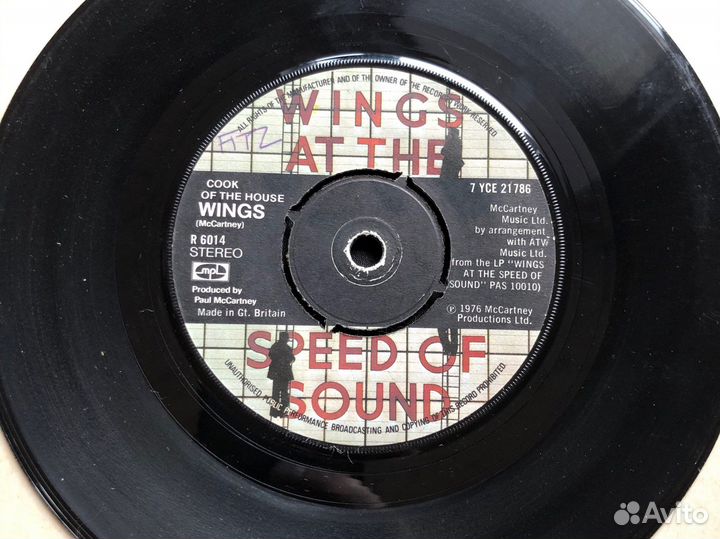 ALL RIGHTS OF THE MANUFACTURER AND OF THE OWNER OF THE RECORDED WORK RESERVED
WINGS
AT THE
COOK
OF THE HOUSE
WINGS
(McCartney)
R 6014
STEREO
mpl
Produced by
Paul McCartney
Made in Gt. Britain
7 YCE 21786
McCartney
Music Ltd.
by arrangement
with ATV
Music Ltd.
from the LP "WINGS
AT THE SPEED OF
SOUND" PAS 10010)
℗ 1976 McCartney
Productions Ltd.
SPEED OF
SOUND
UNAUTHORISED PUBLIC PERFORMANCE BROADCASTING AND COPYING OF THIS RECORD PROHIBITED
Avito